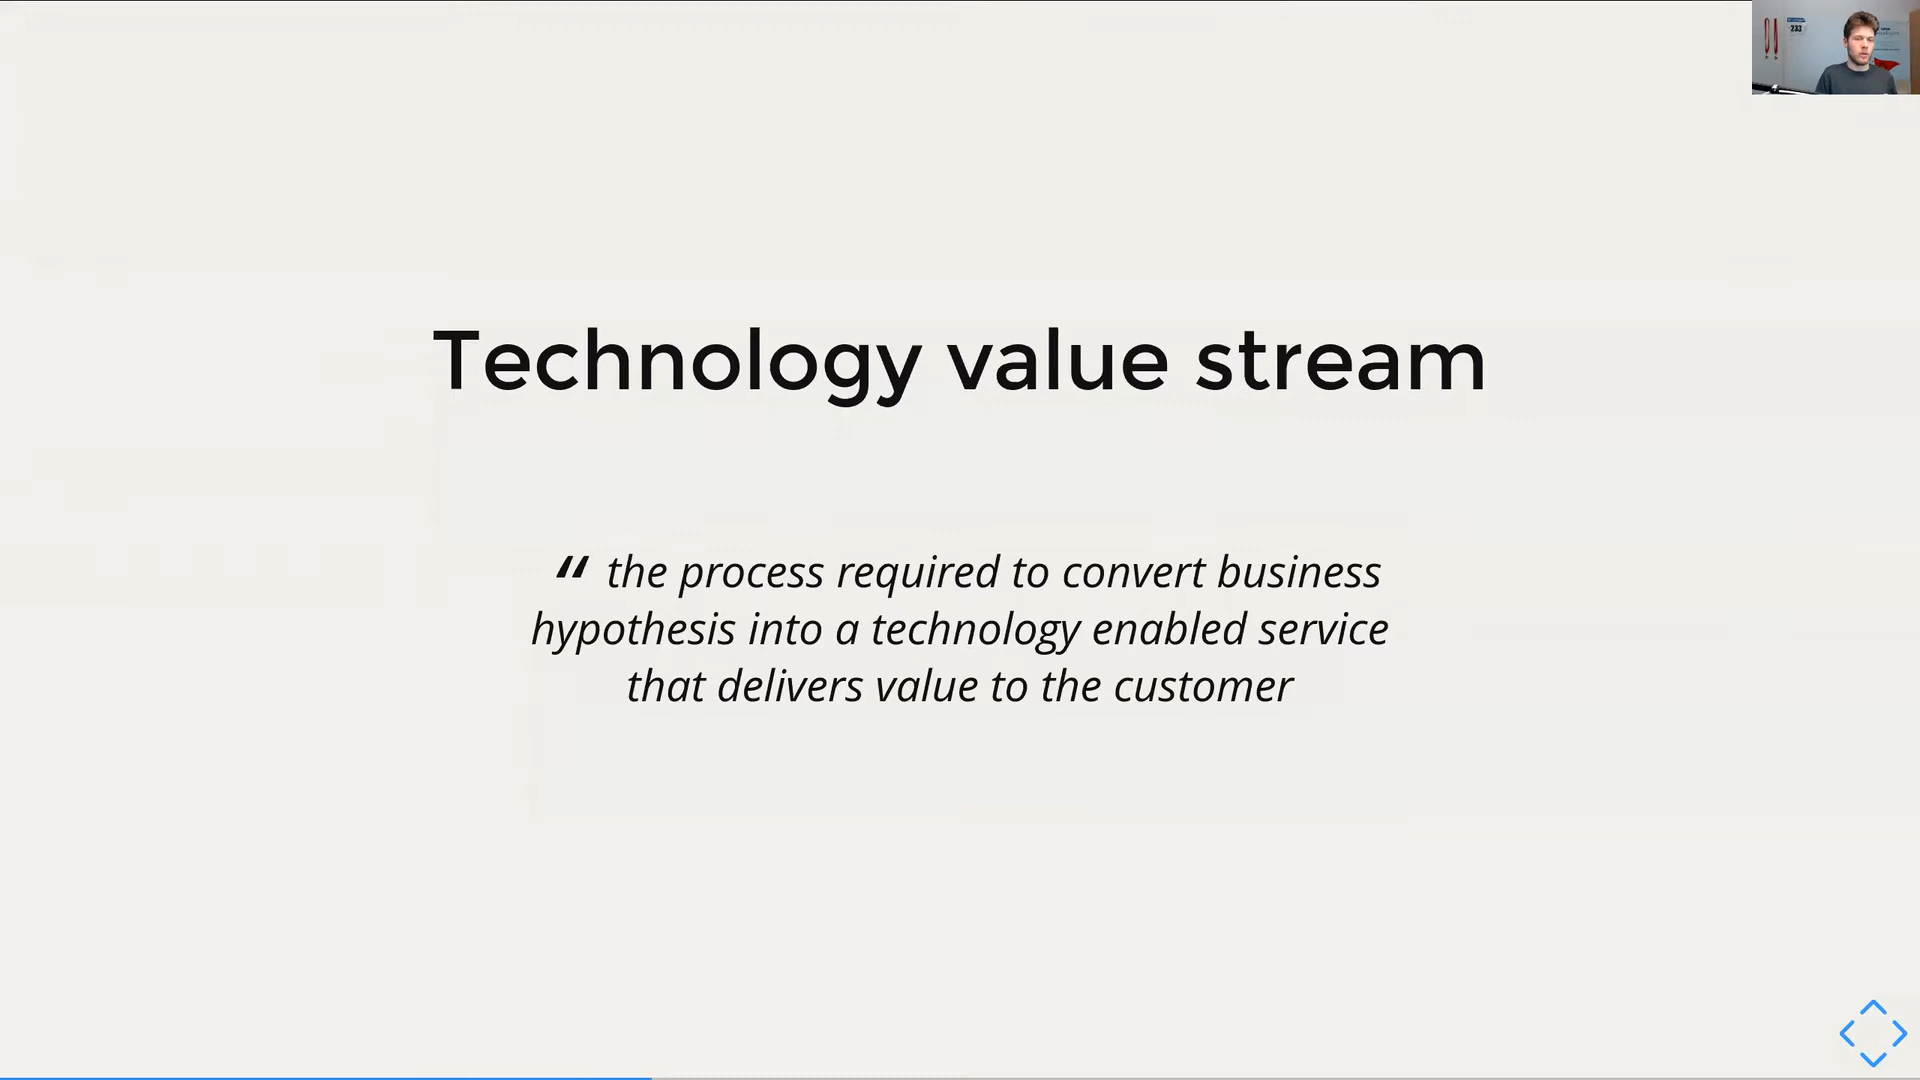 233
Technology value stream
“ the process required to convert business
hypothesis into a technology enabled service
that delivers value to the customer